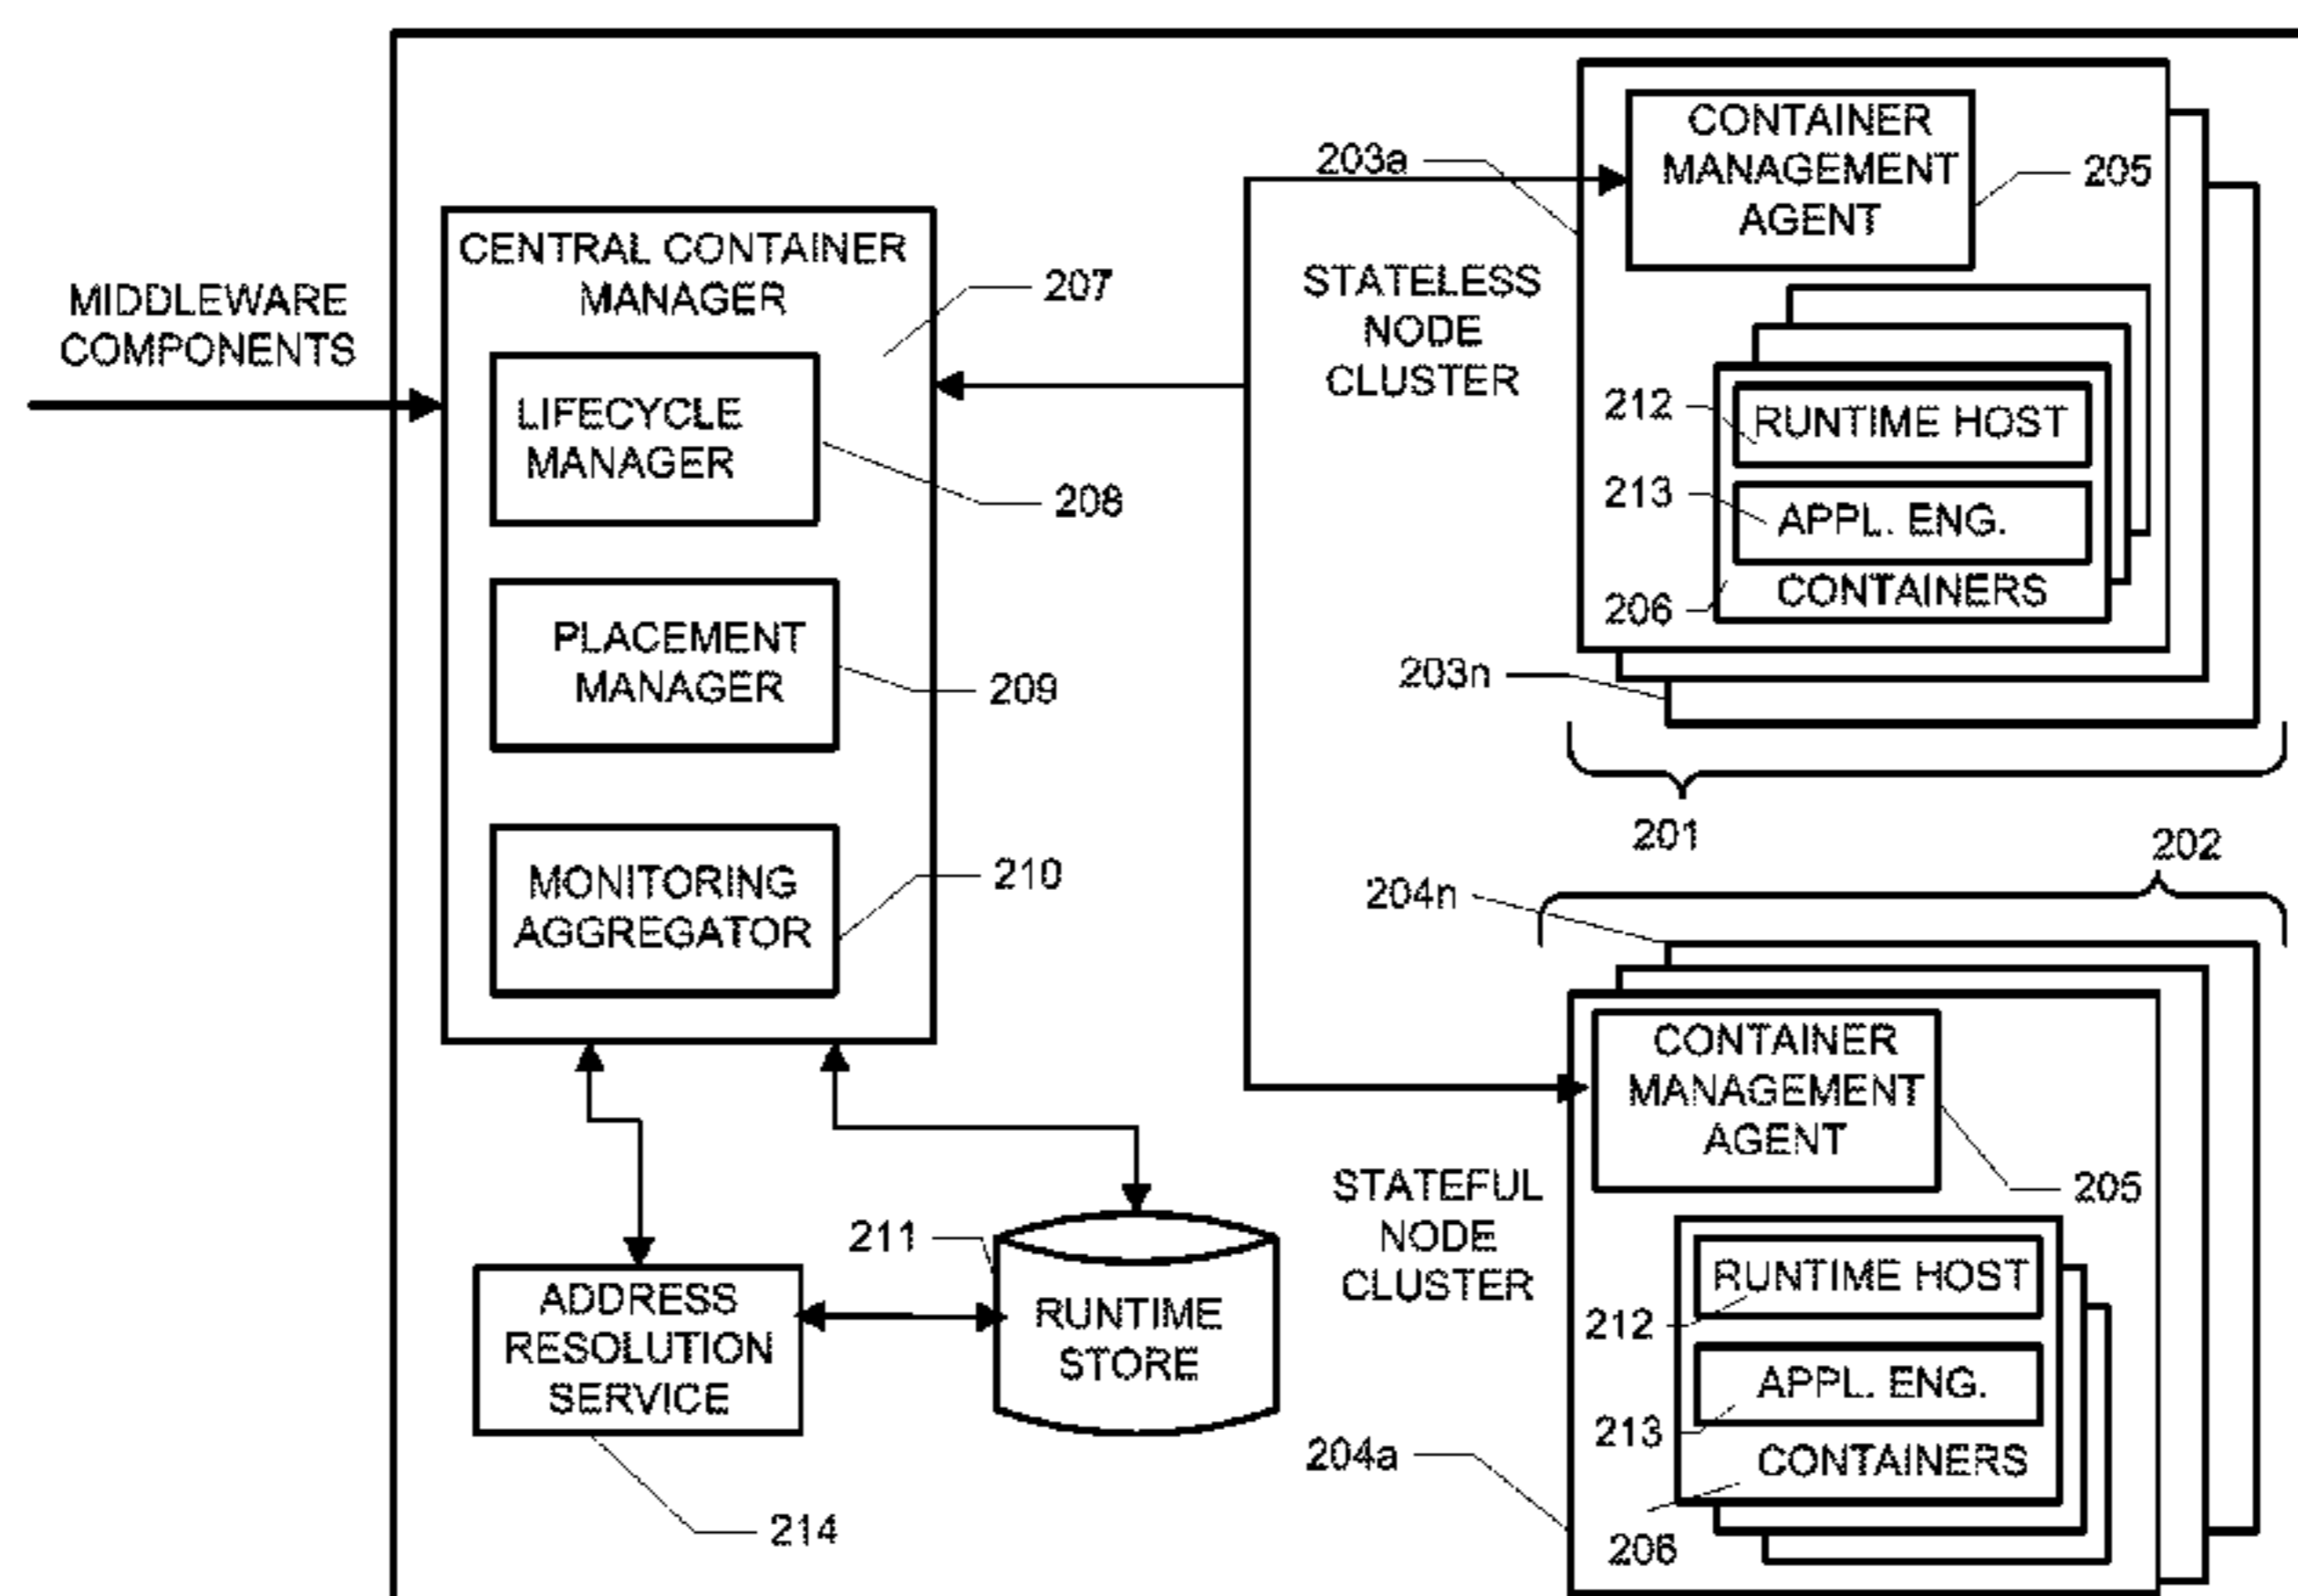 MIDDLEWARE
COMPONENTS
CENTRAL CONTAINER
MANAGER
207
LIFECYCLE
MANAGER
208
PLACEMENT
MANAGER
209
MONITORING
AGGREGATOR
210
ADDRESS
RESOLUTION
SERVICE
214
211
RUNTIME
STORE
STATELESS
NODE
CLUSTER
203a
CONTAINER
MANAGEMENT
AGENT
205
212
RUNTIME HOST
213
APPL. ENG.
206
CONTAINERS
203n
201
202
204n
STATEFUL
NODE
CLUSTER
CONTAINER
MANAGEMENT
AGENT
205
RUNTIME HOST
212
APPL. ENG.
213
CONTAINERS
204a
206